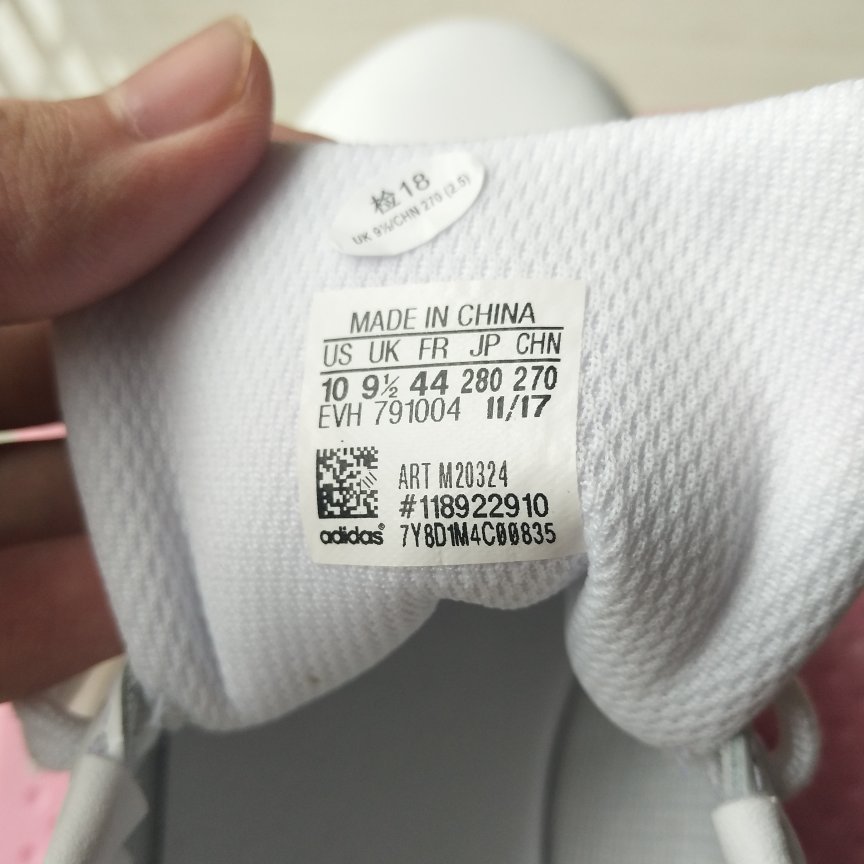 检18
UK 9½/CHN 270 (2.5)
MADE IN CHINA
US UK FR JP CHN
10 9½ 44 280 270
EVH 791004 11/17
ART M20324
#118922910
adidas® 7Y8D1M4C00835